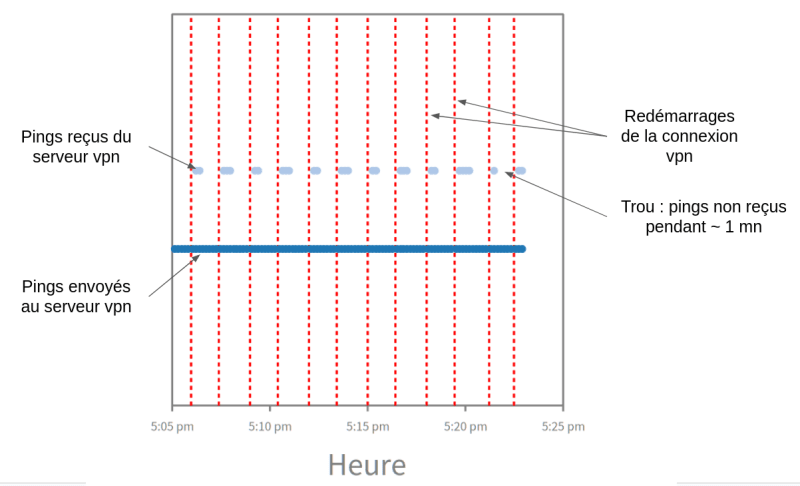 Pings reçus du
serveur vpn
Redémarrages
de la connexion
vpn
Trou : pings non reçus
pendant ~ 1 mn
Pings envoyés
au serveur vpn
5:05 pm
5:10 pm
5:15 pm
5:20 pm
5:25 pm
Heure